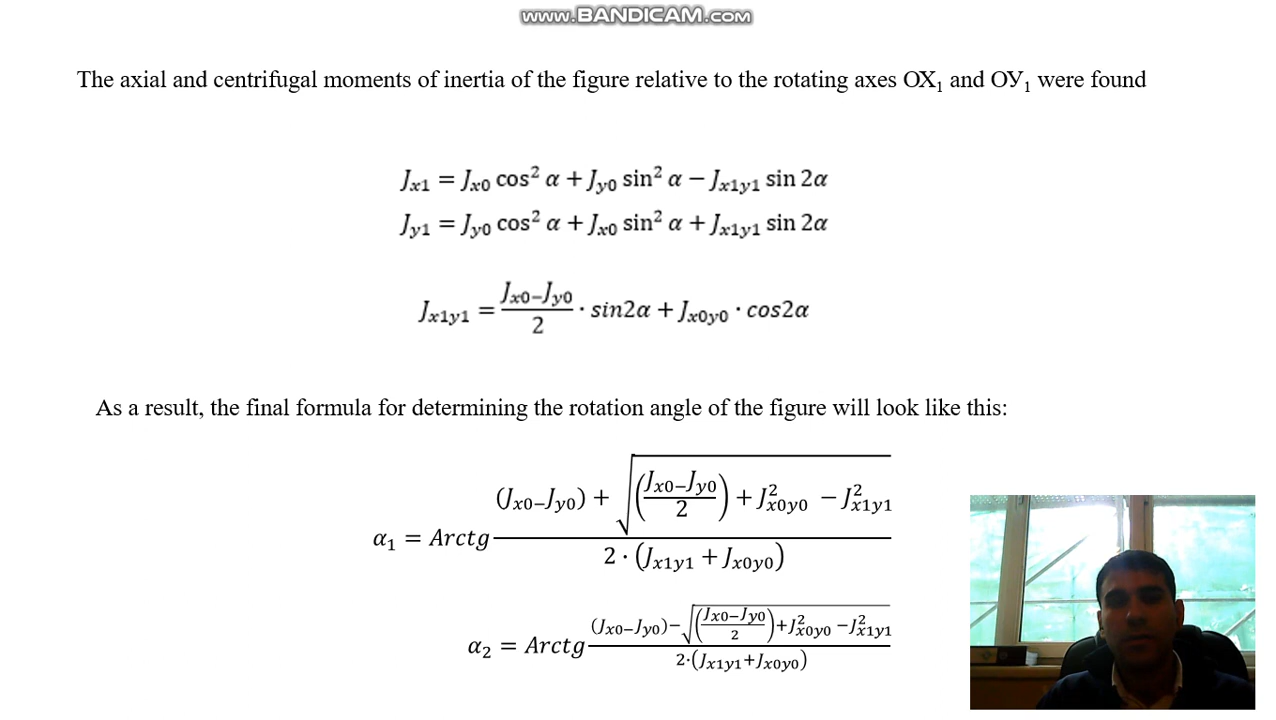 www.BANDICAM.com
The axial and centrifugal moments of inertia of the figure relative to the rotating axes OX₁ and OУ₁ were found
Jₓ₁ = Jₓ₀ cos² α + J_y0 sin² α − J_x1y1 sin 2α
J_y1 = J_y0 cos² α + Jₓ₀ sin² α + J_x1y1 sin 2α
J_x1y1 = (J_x0−J_y0)/2 · sin2α + J_x0y0 · cos2α
As a result, the final formula for determining the rotation angle of the figure will look like this:
α₁ = Arctg ((J_x0−J_y0) + √((J_x0−J_y0)/2) + J²_x0y0 − J²_x1y1) / (2 · (J_x1y1 + J_x0y0))
α₂ = Arctg ((J_x0−J_y0)−√((J_x0−J_y0)/2)+J²_x0y0 −J²_x1y1) / (2·(J_x1y1+J_x0y0))